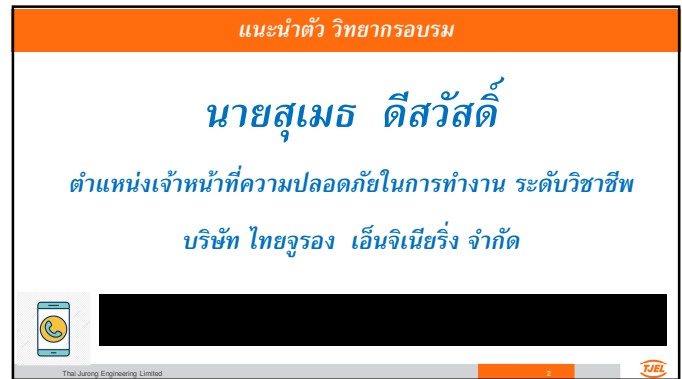 แนะนำตัว วิทยากรอบรม
นายสุเมธ ดีสวัสดิ์
ตำแหน่งเจ้าหน้าที่ความปลอดภัยในการทำงาน ระดับวิชาชีพ
บริษัท ไทยจูรอง เอ็นจิเนียริ่ง จำกัด
Thai Jurong Engineering Limited
2
TJEL